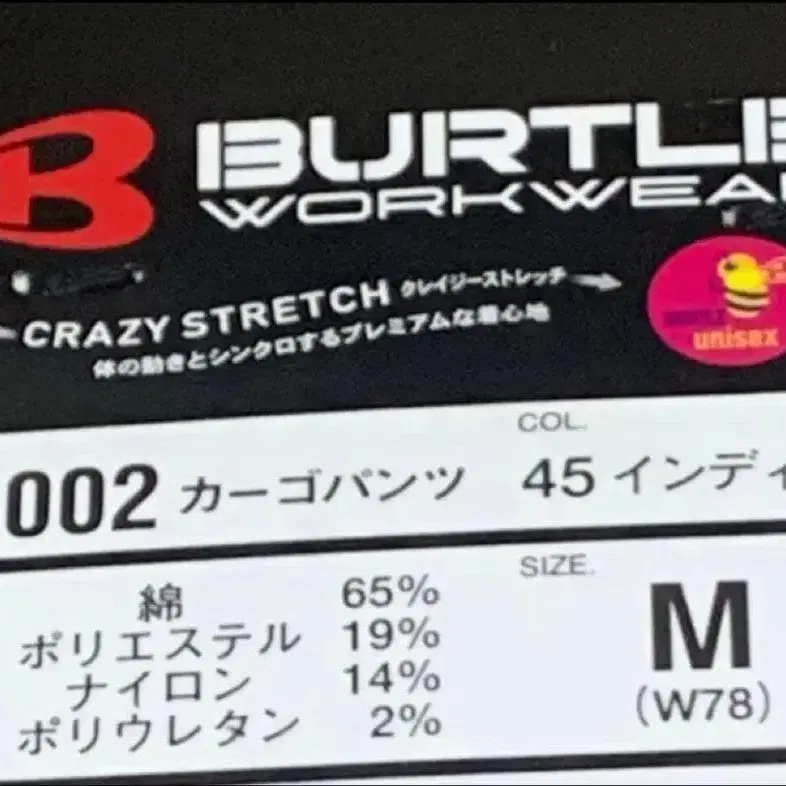 B BURTLE
WORKWEAR
CRAZY STRETCH クレイジーストレッチ
体の動きとシンクロするプレミアムな着心地
unisex
COL.
002 カーゴパンツ 45 インディ
SIZE.
綿 65%
ポリエステル 19%
ナイロン 14%
ポリウレタン 2%
M
(W78)